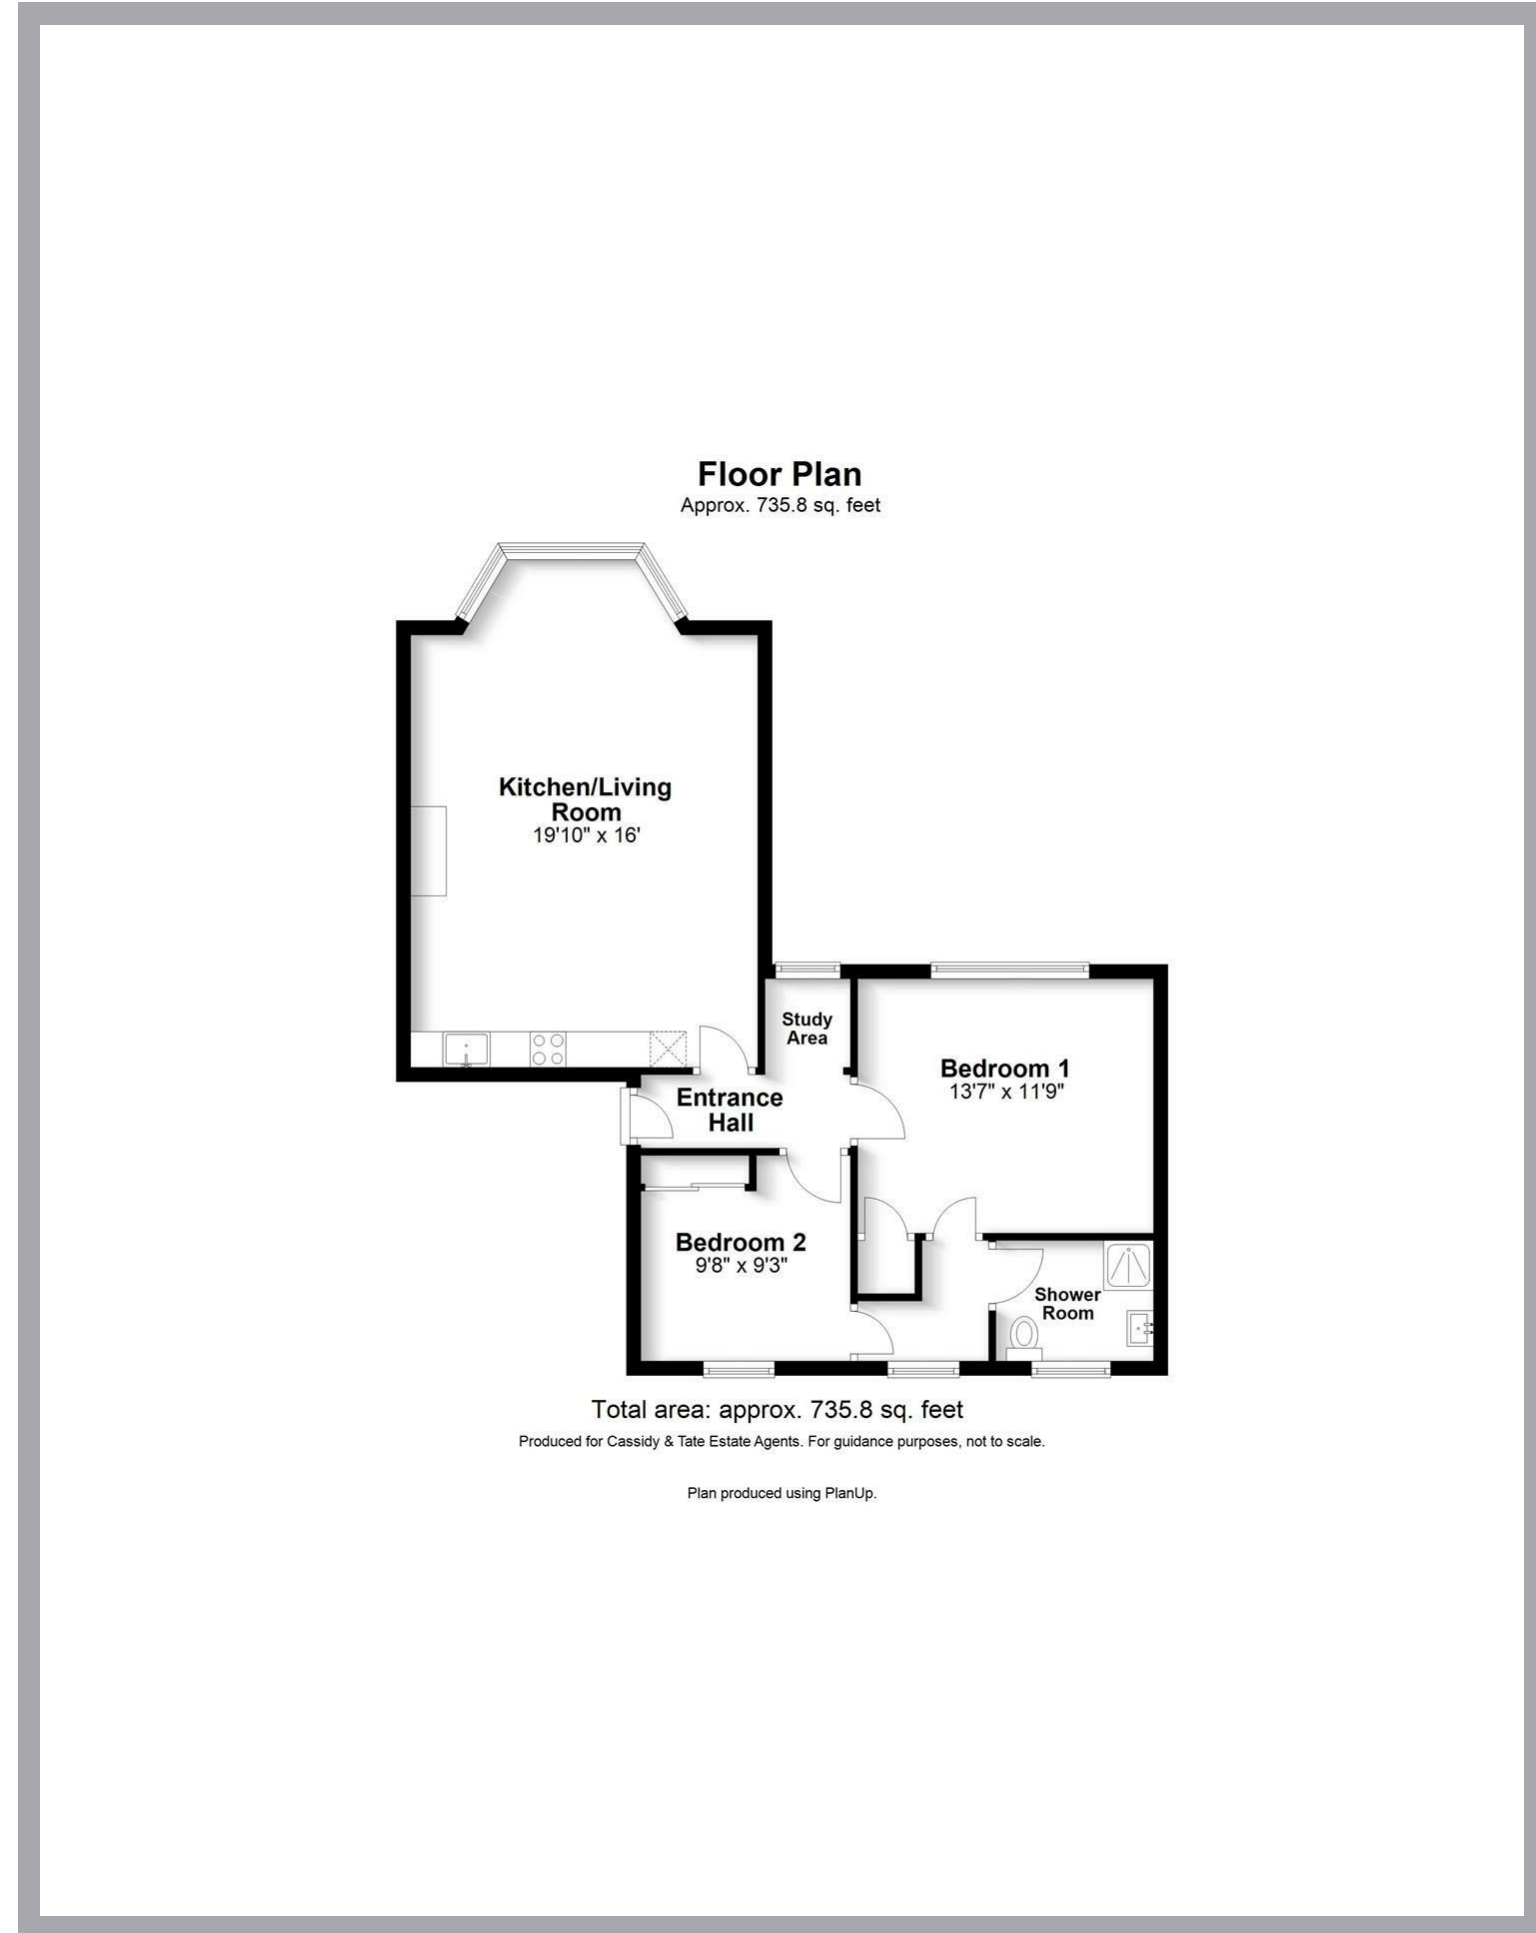 Floor Plan
Approx. 735.8 sq. feet
Kitchen/Living
Room
19'10" x 16'
Study
Area
Bedroom 1
13'7" x 11'9"
Entrance
Hall
Bedroom 2
9'8" x 9'3"
Shower
Room
Total area: approx. 735.8 sq. feet
Produced for Cassidy & Tate Estate Agents. For guidance purposes, not to scale.
Plan produced using PlanUp.